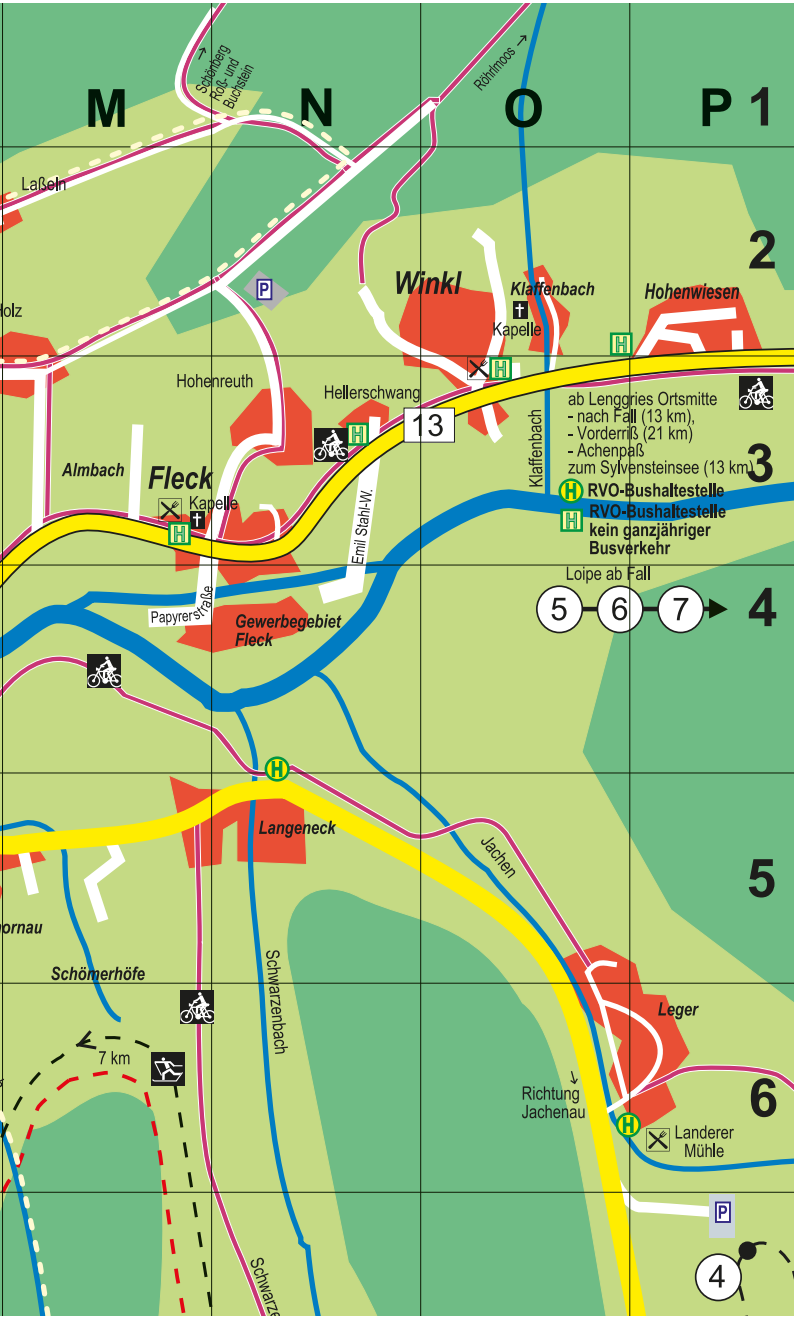 Schönberg
Roß- und
Buchstein
Röhrlmoos
M
N
O
P
1
Laßeln
2
Winkl
Klaffenbach
Hohenwiesen
P
Kapelle
Holz
H
H
Hohenreuth
Hellerschwang
ab Lenggries Ortsmitte
- nach Fall (13 km),
- Vorderriß (21 km)
- Achenpaß
zum Sylvensteinsee (13 km)
13
H
3
Klaffenbach
Almbach
Fleck
Kapelle
H
H RVO-Bushaltestelle
H RVO-Bushaltestelle
kein ganzjähriger
Busverkehr
Emil Stahl-W.
Loipe ab Fall
5
6
7
4
Papyrerstraße
Gewerbegebiet
Fleck
H
Langeneck
Jachen
5
ornau
Schömerhöfe
Schwarzenbach
Leger
7 km
Richtung
Jachenau
6
H
Landerer
Mühle
P
Schwarze
4